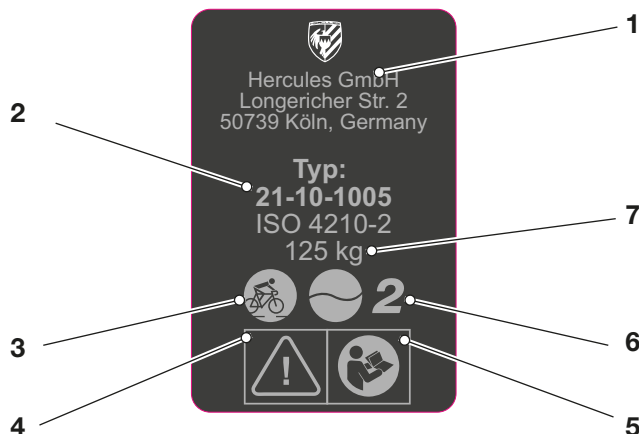 1
Hercules GmbH
Longericher Str. 2
50739 Köln, Germany
2
Typ:
21-10-1005
ISO 4210-2
125 kg
7
2
3
6
!
4
5